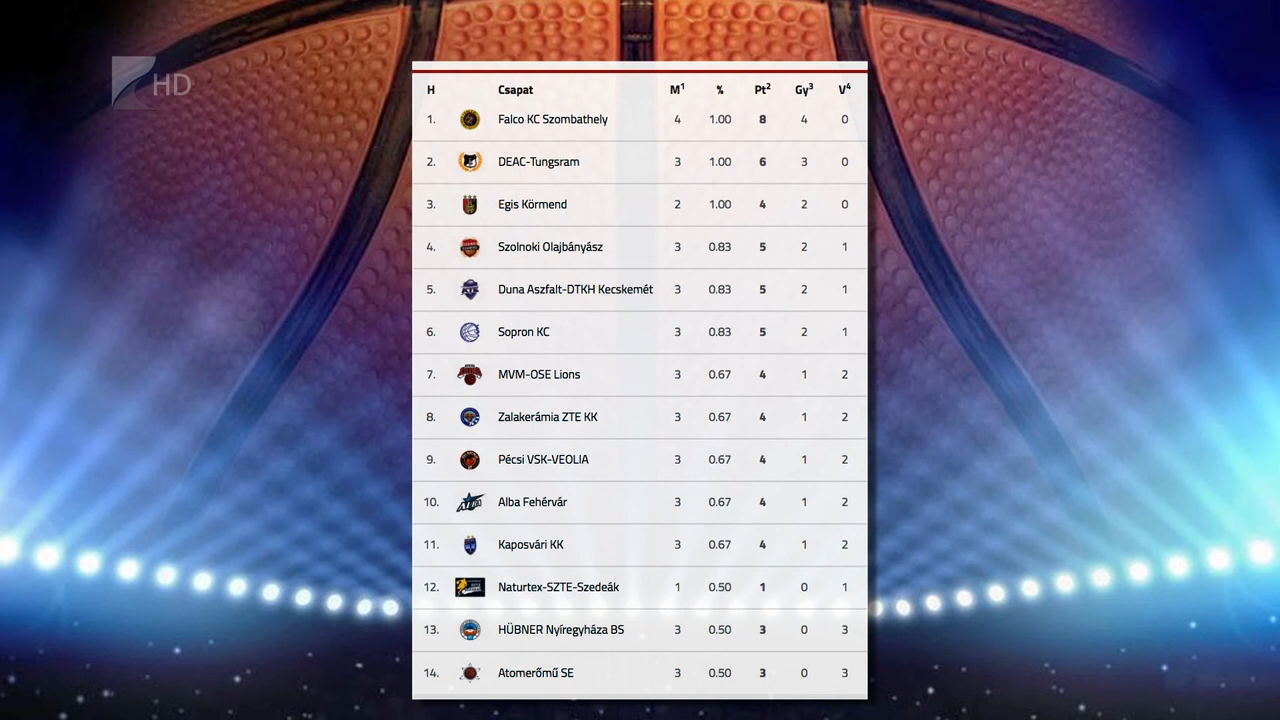 HD
H Csapat M¹ % Pt² Gy³ V⁴
1. Falco KC Szombathely 4 1.00 8 4 0
2. DEAC-Tungsram 3 1.00 6 3 0
3. Egis Körmend 2 1.00 4 2 0
4. Szolnoki Olajbányász 3 0.83 5 2 1
5. Duna Aszfalt-DTKH Kecskemét 3 0.83 5 2 1
6. Sopron KC 3 0.83 5 2 1
7. MVM-OSE Lions 3 0.67 4 1 2
8. Zalakerámia ZTE KK 3 0.67 4 1 2
9. Pécsi VSK-VEOLIA 3 0.67 4 1 2
10. Alba Fehérvár 3 0.67 4 1 2
11. Kaposvári KK 3 0.67 4 1 2
12. Naturtex-SZTE-Szedeák 1 0.50 1 0 1
13. HÜBNER Nyíregyháza BS 3 0.50 3 0 3
14. Atomerőmű SE 3 0.50 3 0 3